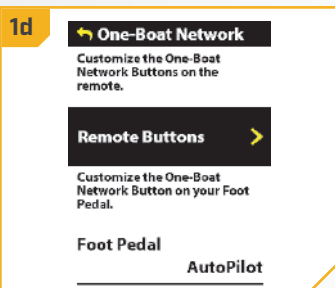 1d
One-Boat Network
Customize the One-Boat
Network Buttons on the
remote.
Remote Buttons
Customize the One-Boat
Network Button on your Foot
Pedal.
Foot Pedal
AutoPilot